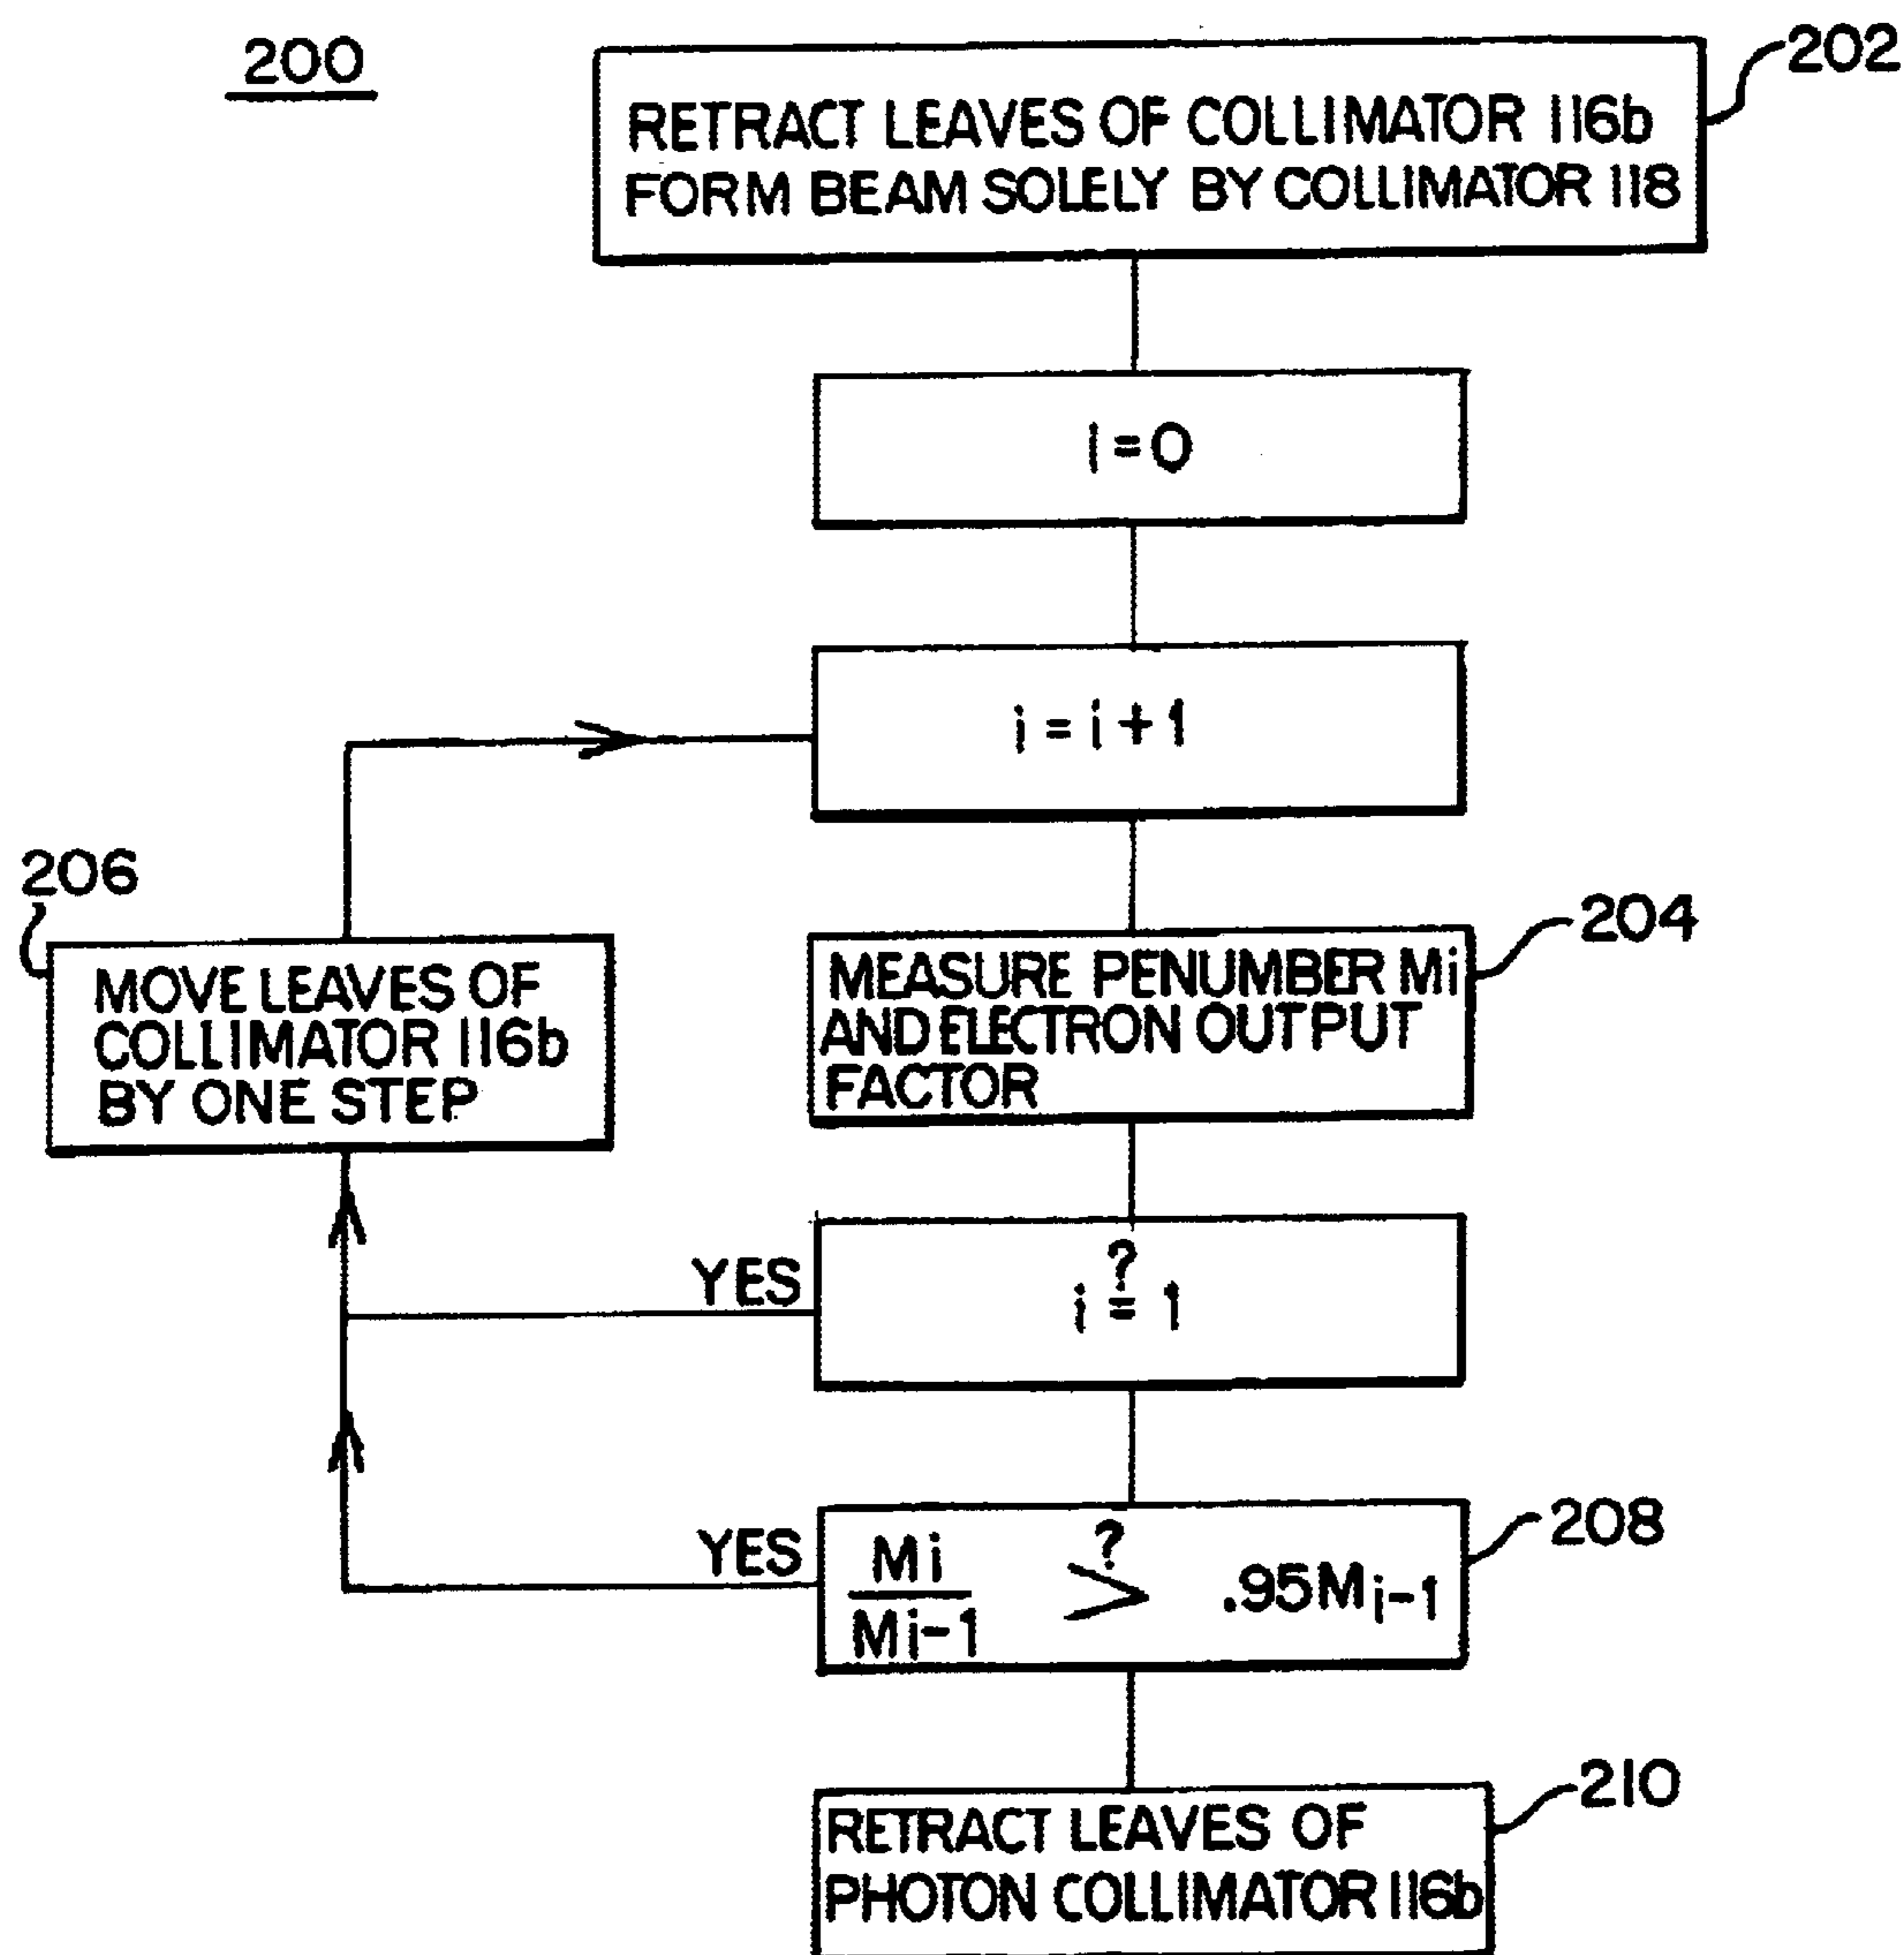 200
202
RETRACT LEAVES OF COLLIMATOR 116b
FORM BEAM SOLELY BY COLLIMATOR 118
I=0
i=i+1
206
MOVE LEAVES OF
COLLIMATOR 116b
BY ONE STEP
204
MEASURE PENUMBER Mi
AND ELECTRON OUTPUT
FACTOR
YES
?
i = 1
208
YES
?
Mi
Mi-1 > .95Mi-1
210
RETRACT LEAVES OF
PHOTON COLLIMATOR 116b